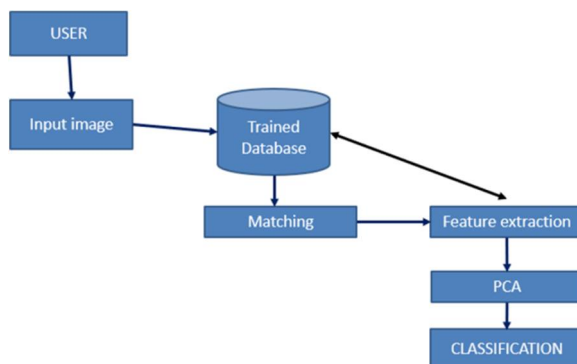 USER
Input image
Trained
Database
Matching
Feature extraction
PCA
CLASSIFICATION